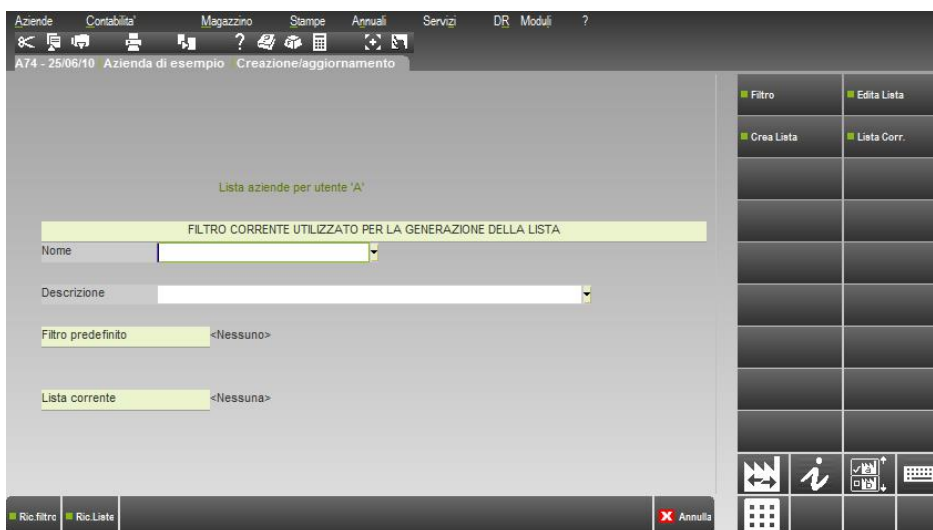 Aziende Contabilita' Magazzino Stampe Annuali Servizi DR Moduli ?
?
A74 - 25/06/10 Azienda di esempio Creazione/aggiornamento
Filtro Edita Lista
Crea Lista Lista Corr.
Lista aziende per utente 'A'
FILTRO CORRENTE UTILIZZATO PER LA GENERAZIONE DELLA LISTA
Nome
Descrizione
Filtro predefinito <Nessuno>
Lista corrente <Nessuna>
Ric.filtro Ric.Liste Annulla